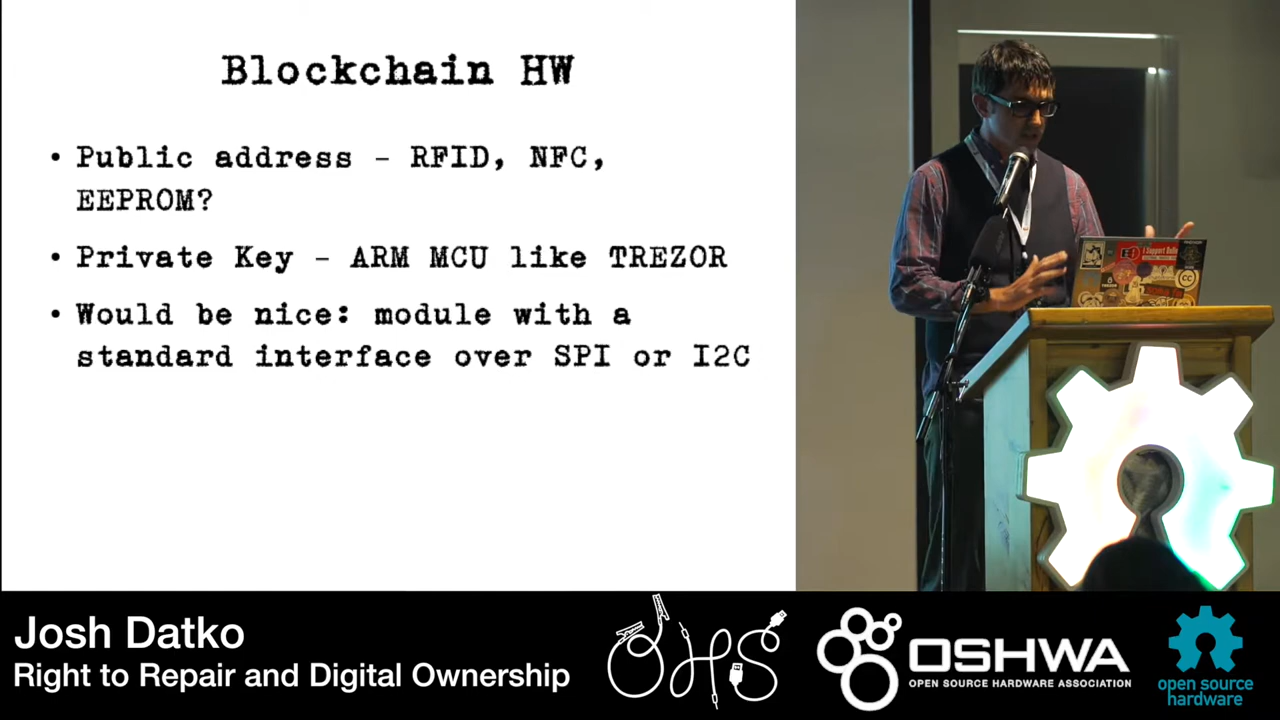 Blockchain HW
• Public address – RFID, NFC,
EEPROM?
• Private Key – ARM MCU like TREZOR
• Would be nice: module with a
standard interface over SPI or I2C
Josh Datko
Right to Repair and Digital Ownership
OHS
OSHWA
OPEN SOURCE HARDWARE ASSOCIATION
open source
hardware